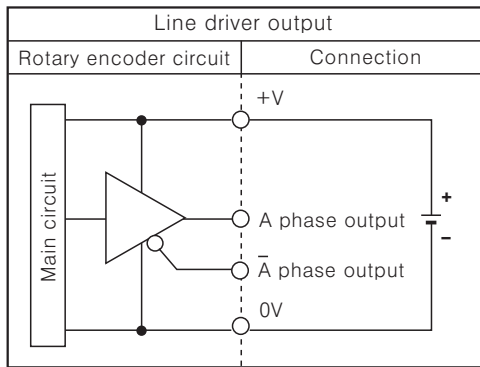 Line driver output
Rotary encoder circuit
Connection
Main circuit
+V
A phase output
A̅ phase output
0V
+
−